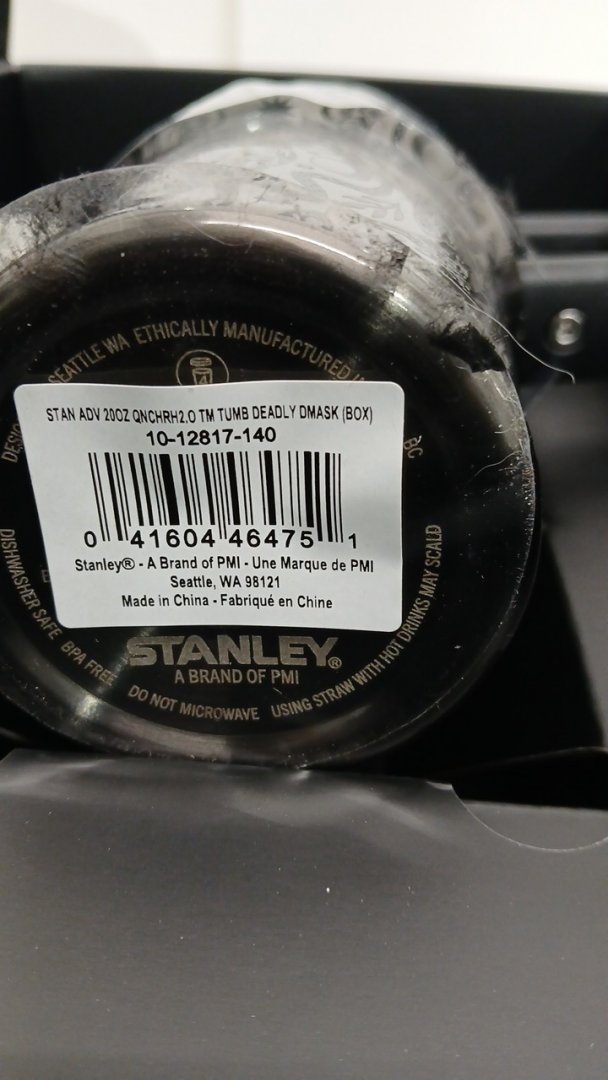 SEATTLE WA ETHICALLY MANUFACTURED
STAN ADV 20OZ QNCHRH2.O TM TUMB DEADLY DMASK (BOX)
10-12817-140
0 41604 46475 1
Stanley® - A Brand of PMI - Une Marque de PMI
Seattle, WA 98121
Made in China - Fabriqué en Chine
STANLEY®
A BRAND OF PMI
DISHWASHER SAFE BPA FREE DO NOT MICROWAVE USING STRAW WITH HOT DRINKS MAY SCALD